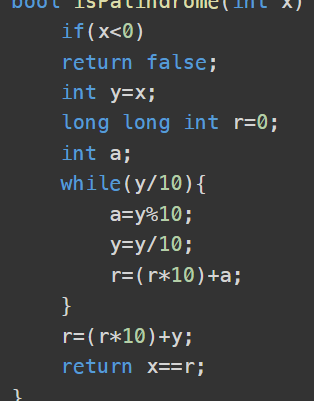 bool isPalindrome(int x)
if(x<0)
return false;
int y=x;
long long int r=0;
int a;
while(y/10){
a=y%10;
y=y/10;
r=(r*10)+a;
}
r=(r*10)+y;
return x==r;
}